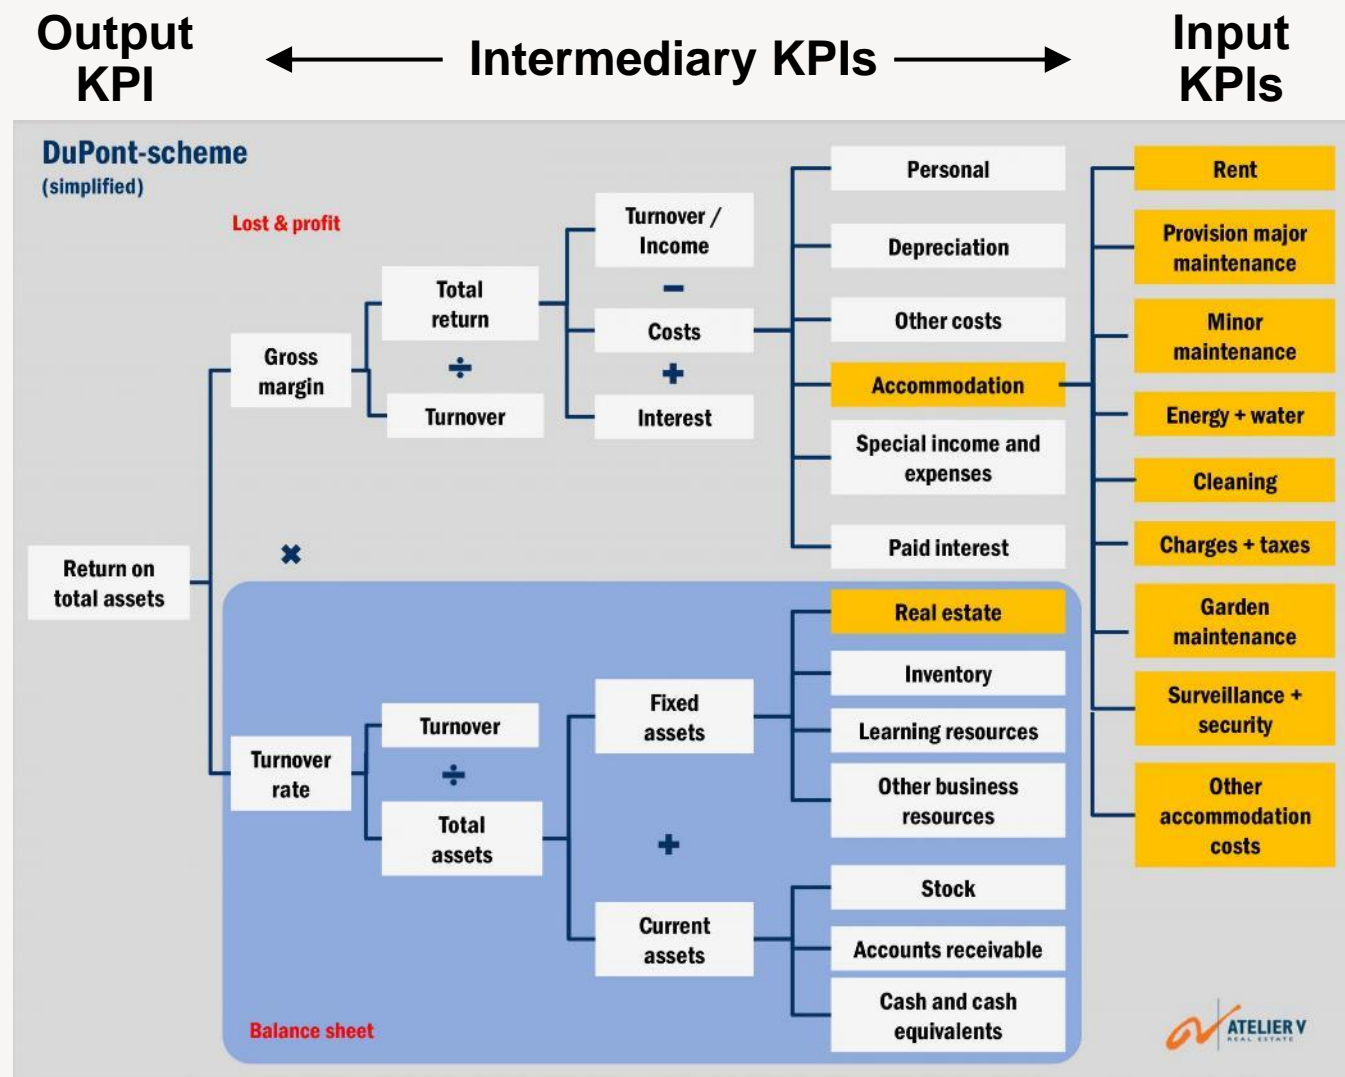 Output
KPI
Intermediary KPIs
Input
KPIs
DuPont-scheme
(simplified)
Lost & profit
Return on
total assets
Gross
margin
×
Turnover
rate
Total
return
÷
Turnover
Turnover /
Income
−
Costs
+
Interest
Personal
Depreciation
Other costs
Accommodation
Special income and
expenses
Paid interest
Rent
Provision major
maintenance
Minor
maintenance
Energy + water
Cleaning
Charges + taxes
Garden
maintenance
Surveillance +
security
Other
accommodation
costs
Turnover
÷
Total
assets
Fixed
assets
+
Current
assets
Real estate
Inventory
Learning resources
Other business
resources
Stock
Accounts receivable
Cash and cash
equivalents
Balance sheet
ATELIER V
REAL ESTATE